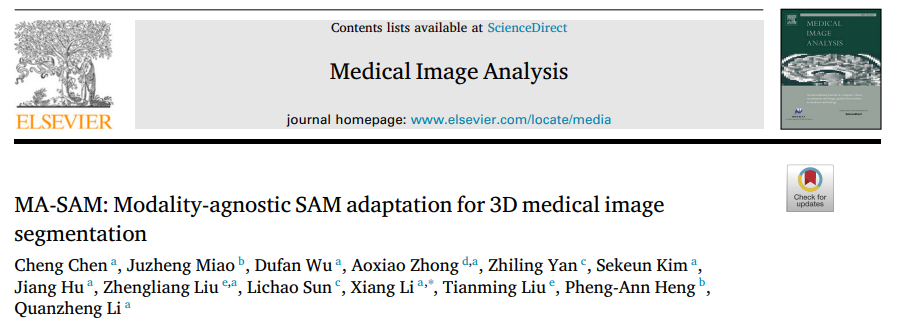 Contents lists available at ScienceDirect
Medical Image Analysis
journal homepage: www.elsevier.com/locate/media
ELSEVIER
MEDICAL
IMAGE
ANALYSIS
Check for
updates
MA-SAM: Modality-agnostic SAM adaptation for 3D medical image
segmentation
Cheng Chen a, Juzheng Miao b, Dufan Wu a, Aoxiao Zhong d,a, Zhiling Yan c, Sekeun Kim a,
Jiang Hu a, Zhengliang Liu e,a, Lichao Sun c, Xiang Li a,*, Tianming Liu e, Pheng-Ann Heng b,
Quanzheng Li a